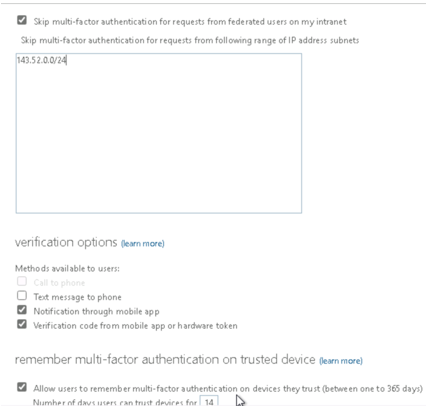 Skip multi-factor authentication for requests from federated users on my intranet
Skip multi-factor authentication for requests from following range of IP address subnets
143.52.0.0/24
verification options (learn more)
Methods available to users:
Call to phone
Text message to phone
Notification through mobile app
Verification code from mobile app or hardware token
remember multi-factor authentication on trusted device (learn more)
Allow users to remember multi-factor authentication on devices they trust (between one to 365 days)
Number of days users can trust devices for 14